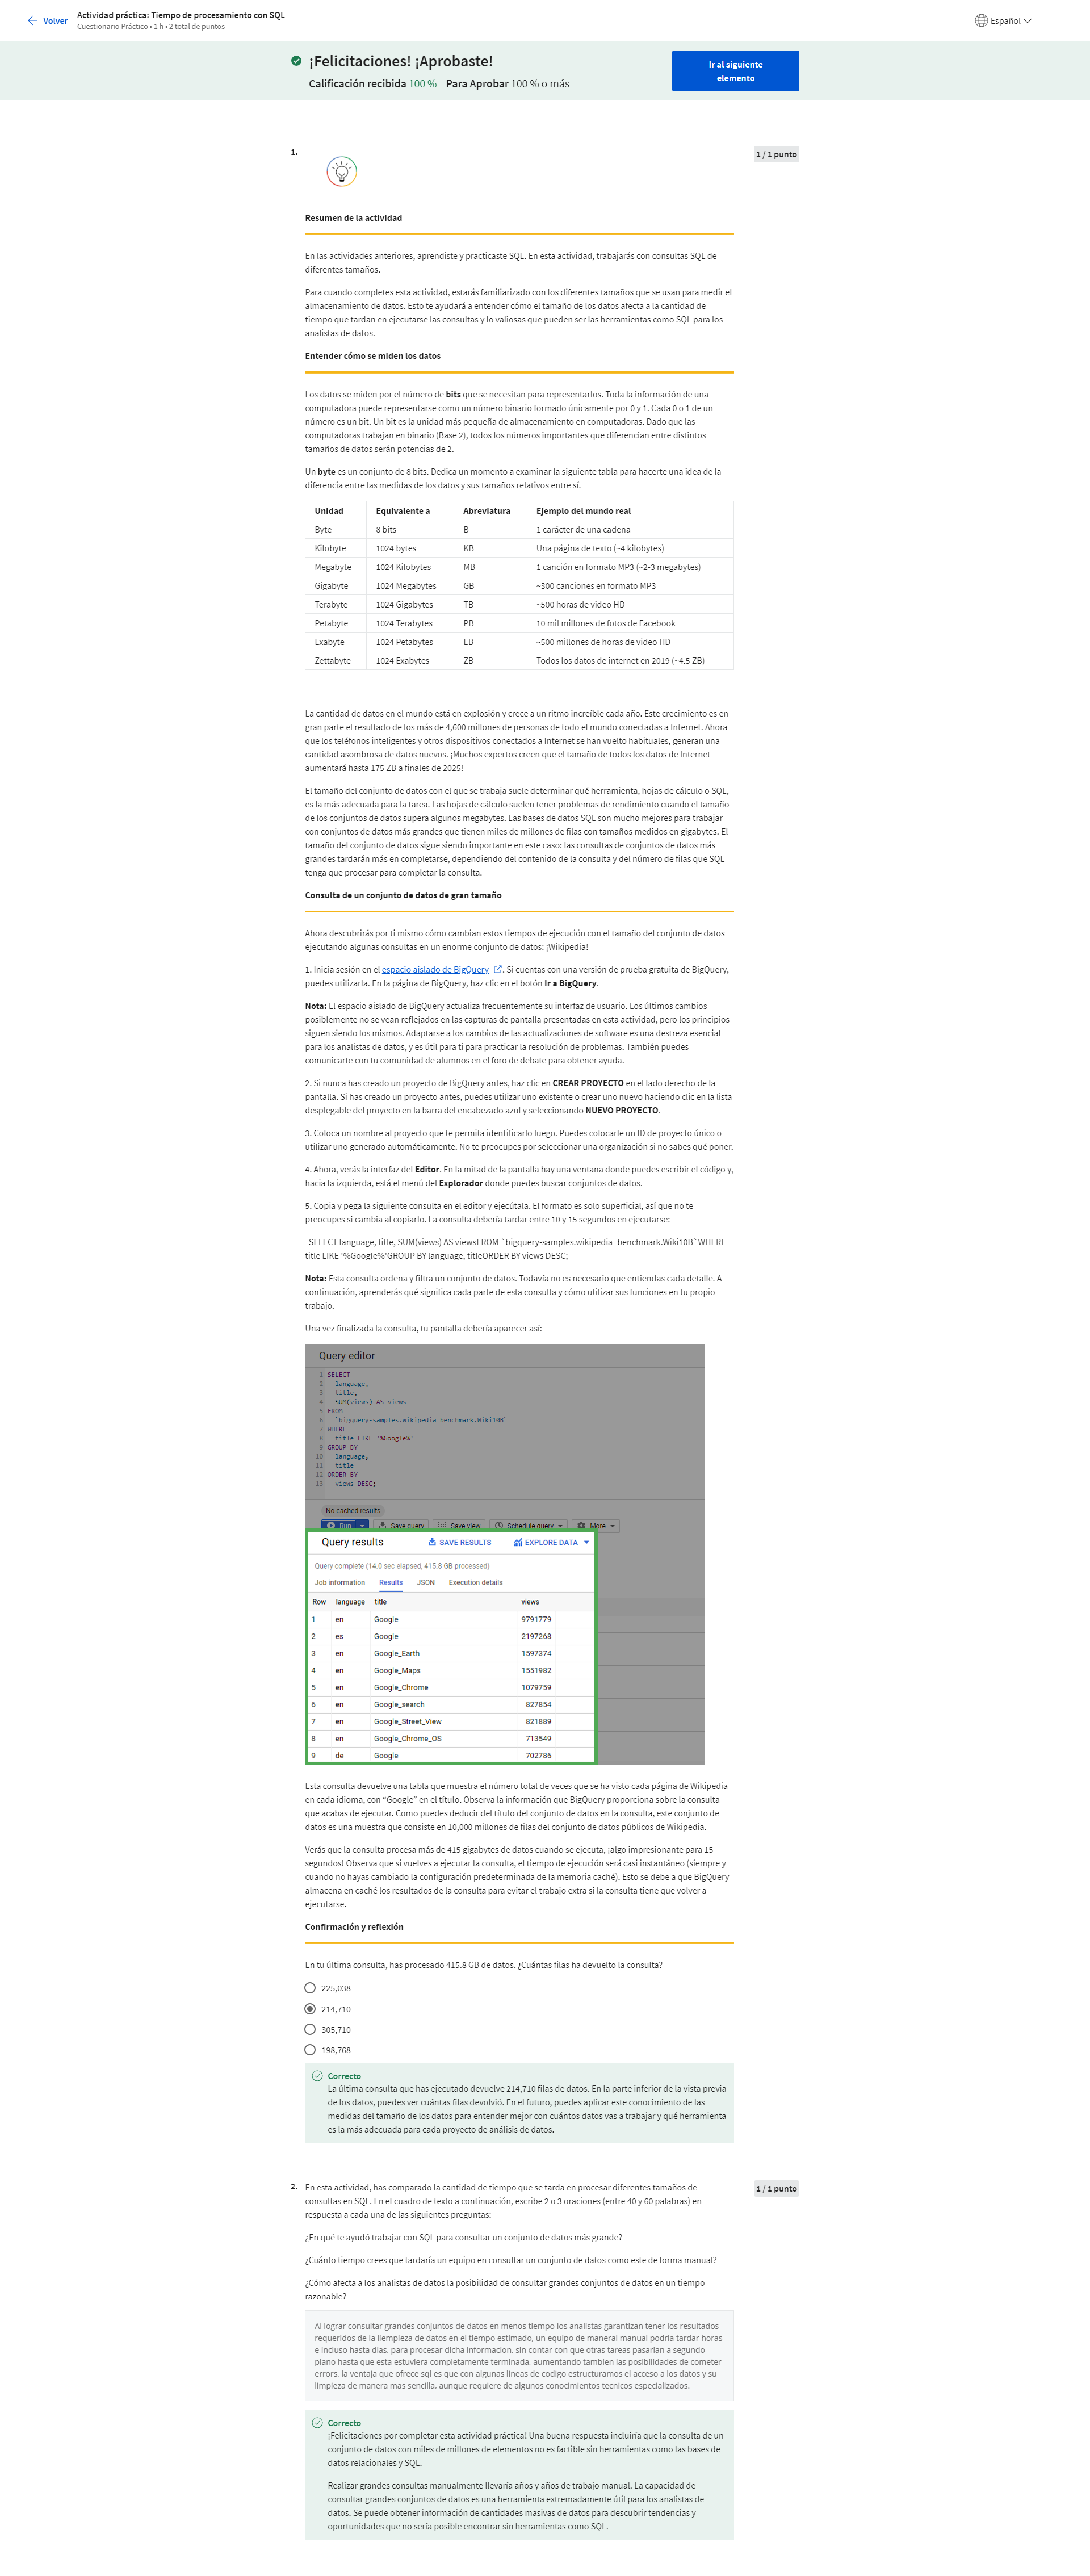 Volver
Actividad práctica: Tiempo de procesamiento con SQL
Cuestionario Práctico • 1 h • 2 total de puntos
Español
¡Felicitaciones! ¡Aprobaste!
Calificación recibida 100 % Para Aprobar 100 % o más
Ir al siguiente
elemento
1.
1 / 1 punto
Resumen de la actividad
En las actividades anteriores, aprendiste y practicaste SQL. En esta actividad, trabajarás con consultas SQL de
diferentes tamaños.
Para cuando completes esta actividad, estarás familiarizado con los diferentes tamaños que se usan para medir el
almacenamiento de datos. Esto te ayudará a entender cómo el tamaño de los datos afecta a la cantidad de
tiempo que tardan en ejecutarse las consultas y lo valiosas que pueden ser las herramientas como SQL para los
analistas de datos.
Entender cómo se miden los datos
Los datos se miden por el número de bits que se necesitan para representarlos. Toda la información de una
computadora puede representarse como un número binario formado únicamente por 0 y 1. Cada 0 o 1 de un
número es un bit. Un bit es la unidad más pequeña de almacenamiento en computadoras. Dado que las
computadoras trabajan en binario (Base 2), todos los números importantes que diferencian entre distintos
tamaños de datos serán potencias de 2.
Un byte es un conjunto de 8 bits. Dedica un momento a examinar la siguiente tabla para hacerte una idea de la
diferencia entre las medidas de los datos y sus tamaños relativos entre sí.
Unidad Equivalente a Abreviatura Ejemplo del mundo real
Byte 8 bits B 1 carácter de una cadena
Kilobyte 1024 bytes KB Una página de texto (~4 kilobytes)
Megabyte 1024 Kilobytes MB 1 canción en formato MP3 (~2-3 megabytes)
Gigabyte 1024 Megabytes GB ~300 canciones en formato MP3
Terabyte 1024 Gigabytes TB ~500 horas de video HD
Petabyte 1024 Terabytes PB 10 mil millones de fotos de Facebook
Exabyte 1024 Petabytes EB ~500 millones de horas de video HD
Zettabyte 1024 Exabytes ZB Todos los datos de internet en 2019 (~4.5 ZB)
La cantidad de datos en el mundo está en explosión y crece a un ritmo increíble cada año. Este crecimiento es en
gran parte el resultado de los más de 4,600 millones de personas de todo el mundo conectadas a Internet. Ahora
que los teléfonos inteligentes y otros dispositivos conectados a Internet se han vuelto habituales, generan una
cantidad asombrosa de datos nuevos. ¡Muchos expertos creen que el tamaño de todos los datos de Internet
aumentará hasta 175 ZB a finales de 2025!
El tamaño del conjunto de datos con el que se trabaja suele determinar qué herramienta, hojas de cálculo o SQL,
es la más adecuada para la tarea. Las hojas de cálculo suelen tener problemas de rendimiento cuando el tamaño
de los conjuntos de datos supera algunos megabytes. Las bases de datos SQL son mucho mejores para trabajar
con conjuntos de datos más grandes que tienen miles de millones de filas con tamaños medidos en gigabytes. El
tamaño del conjunto de datos sigue siendo importante en este caso: las consultas de conjuntos de datos más
grandes tardarán más en completarse, dependiendo del contenido de la consulta y del número de filas que SQL
tenga que procesar para completar la consulta.
Consulta de un conjunto de datos de gran tamaño
Ahora descubrirás por ti mismo cómo cambian estos tiempos de ejecución con el tamaño del conjunto de datos
ejecutando algunas consultas en un enorme conjunto de datos: ¡Wikipedia!
1. Inicia sesión en el espacio aislado de BigQuery . Si cuentas con una versión de prueba gratuita de BigQuery,
puedes utilizarla. En la página de BigQuery, haz clic en el botón Ir a BigQuery.
Nota: El espacio aislado de BigQuery actualiza frecuentemente su interfaz de usuario. Los últimos cambios
posiblemente no se vean reflejados en las capturas de pantalla presentadas en esta actividad, pero los principios
siguen siendo los mismos. Adaptarse a los cambios de las actualizaciones de software es una destreza esencial
para los analistas de datos, y es útil para ti para practicar la resolución de problemas. También puedes
comunicarte con tu comunidad de alumnos en el foro de debate para obtener ayuda.
2. Si nunca has creado un proyecto de BigQuery antes, haz clic en CREAR PROYECTO en el lado derecho de la
pantalla. Si has creado un proyecto antes, puedes utilizar uno existente o crear uno nuevo haciendo clic en la lista
desplegable del proyecto en la barra del encabezado azul y seleccionando NUEVO PROYECTO.
3. Coloca un nombre al proyecto que te permita identificarlo luego. Puedes colocarle un ID de proyecto único o
utilizar uno generado automáticamente. No te preocupes por seleccionar una organización si no sabes qué poner.
4. Ahora, verás la interfaz del Editor. En la mitad de la pantalla hay una ventana donde puedes escribir el código y,
hacia la izquierda, está el menú del Explorador donde puedes buscar conjuntos de datos.
5. Copia y pega la siguiente consulta en el editor y ejecútala. El formato es solo superficial, así que no te
preocupes si cambia al copiarlo. La consulta debería tardar entre 10 y 15 segundos en ejecutarse:
SELECT language, title, SUM(views) AS viewsFROM `bigquery-samples.wikipedia_benchmark.Wiki10B`WHERE
title LIKE '%Google%'GROUP BY language, titleORDER BY views DESC;
Nota: Esta consulta ordena y filtra un conjunto de datos. Todavía no es necesario que entiendas cada detalle. A
continuación, aprenderás qué significa cada parte de esta consulta y cómo utilizar sus funciones en tu propio
trabajo.
Una vez finalizada la consulta, tu pantalla debería aparecer así:
Query editor
1 SELECT
2 language,
3 title,
4 SUM(views) AS views
5 FROM
6 `bigquery-samples.wikipedia_benchmark.Wiki10B`
7 WHERE
8 title LIKE '%Google%'
9 GROUP BY
10 language,
11 title
12 ORDER BY
13 views DESC;
No cached results
Run Save query Save view Schedule query More
Query results SAVE RESULTS EXPLORE DATA
Query complete (14.0 sec elapsed, 415.8 GB processed)
Job information Results JSON Execution details
Row language title views
1 en Google 9791779
2 es Google 2197268
3 en Google_Earth 1597374
4 en Google_Maps 1551982
5 en Google_Chrome 1079759
6 en Google_search 827854
7 en Google_Street_View 821889
8 en Google_Chrome_OS 713549
9 de Google 702786
Esta consulta devuelve una tabla que muestra el número total de veces que se ha visto cada página de Wikipedia
en cada idioma, con “Google” en el título. Observa la información que BigQuery proporciona sobre la consulta
que acabas de ejecutar. Como puedes deducir del título del conjunto de datos en la consulta, este conjunto de
datos es una muestra que consiste en 10,000 millones de filas del conjunto de datos públicos de Wikipedia.
Verás que la consulta procesa más de 415 gigabytes de datos cuando se ejecuta, ¡algo impresionante para 15
segundos! Observa que si vuelves a ejecutar la consulta, el tiempo de ejecución será casi instantáneo (siempre y
cuando no hayas cambiado la configuración predeterminada de la memoria caché). Esto se debe a que BigQuery
almacena en caché los resultados de la consulta para evitar el trabajo extra si la consulta tiene que volver a
ejecutarse.
Confirmación y reflexión
En tu última consulta, has procesado 415.8 GB de datos. ¿Cuántas filas ha devuelto la consulta?
225,038
214,710
305,710
198,768
Correcto
La última consulta que has ejecutado devuelve 214,710 filas de datos. En la parte inferior de la vista previa
de los datos, puedes ver cuántas filas devolvió. En el futuro, puedes aplicar este conocimiento de las
medidas del tamaño de los datos para entender mejor con cuántos datos vas a trabajar y qué herramienta
es la más adecuada para cada proyecto de análisis de datos.
2.
1 / 1 punto
En esta actividad, has comparado la cantidad de tiempo que se tarda en procesar diferentes tamaños de
consultas en SQL. En el cuadro de texto a continuación, escribe 2 o 3 oraciones (entre 40 y 60 palabras) en
respuesta a cada una de las siguientes preguntas:
¿En qué te ayudó trabajar con SQL para consultar un conjunto de datos más grande?
¿Cuánto tiempo crees que tardaría un equipo en consultar un conjunto de datos como este de forma manual?
¿Cómo afecta a los analistas de datos la posibilidad de consultar grandes conjuntos de datos en un tiempo
razonable?
Al lograr consultar grandes conjuntos de datos en menos tiempo los analistas garantizan tener los resultados
requeridos de la liempieza de datos en el tiempo estimado, un equipo de maneral manual podria tardar horas
e incluso hasta dias, para procesar dicha informacion, sin contar con que otras tareas pasarian a segundo
plano hasta que esta estuviera completamente terminada, aumentando tambien las posibilidades de cometer
errors, la ventaja que ofrece sql es que con algunas lineas de codigo estructuramos el acceso a los datos y su
limpieza de manera mas sencilla, aunque requiere de algunos conocimientos tecnicos especializados.
Correcto
¡Felicitaciones por completar esta actividad práctica! Una buena respuesta incluiría que la consulta de un
conjunto de datos con miles de millones de elementos no es factible sin herramientas como las bases de
datos relacionales y SQL.
Realizar grandes consultas manualmente llevaría años y años de trabajo manual. La capacidad de
consultar grandes conjuntos de datos es una herramienta extremadamente útil para los analistas de
datos. Se puede obtener información de cantidades masivas de datos para descubrir tendencias y
oportunidades que no sería posible encontrar sin herramientas como SQL.